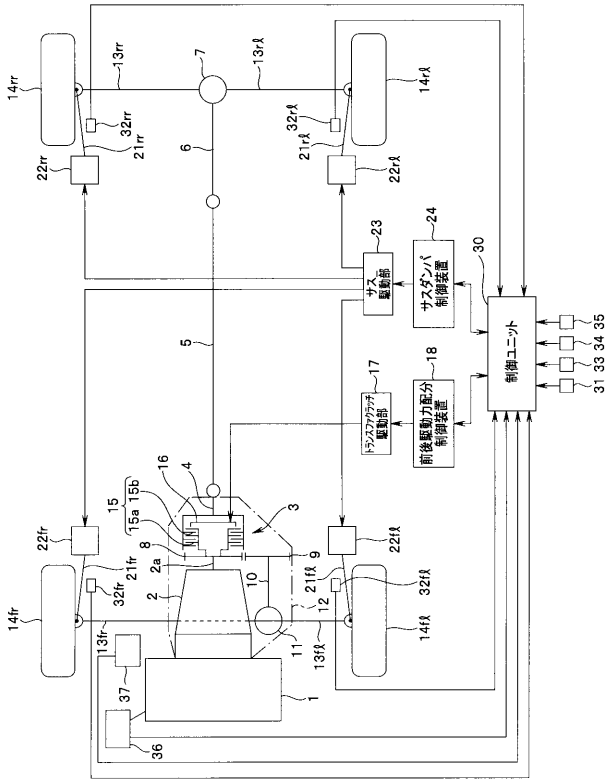 14rr
13rr
7
13rℓ
14rℓ
32rr
21rr
22rr
6
32rℓ
21rℓ
22rℓ
23
サス
駆動部
24
サスダンパ
制御装置
30
制御ユニット
35
34
33
31
5
17
トランスファクラッチ
駆動部
18
前後駆動力配分
制御装置
4
16
15
15b
15a
3
8
2a
2
9
10
12
11
22fr
21fr
32fr
14fr
13fr
22fℓ
21fℓ
32fℓ
14fℓ
13fℓ
37
36
1